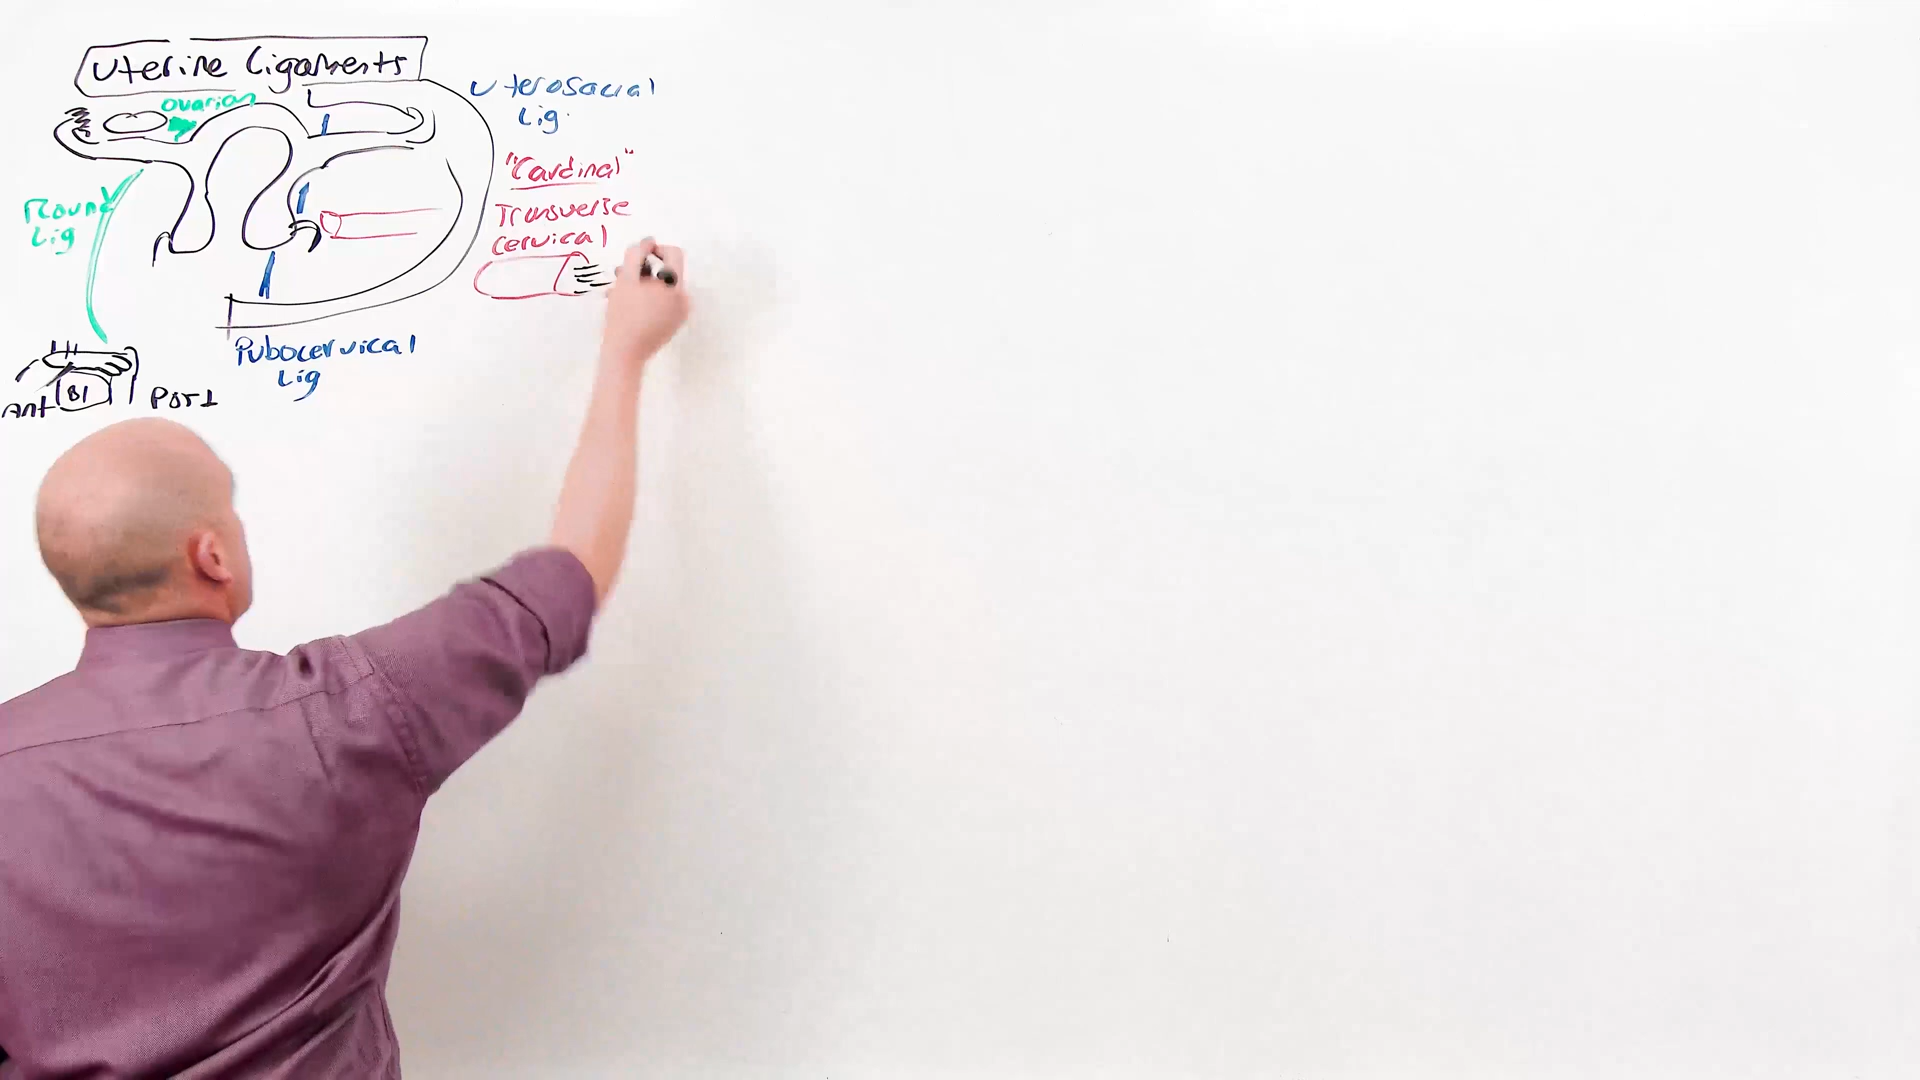 Uterine Ligaments
ovarian
Uterosacral
Lig.
"Cardinal"
Transverse
cervical
Round
Lig
Pubocervical
Lig
Ant
Bl
Post